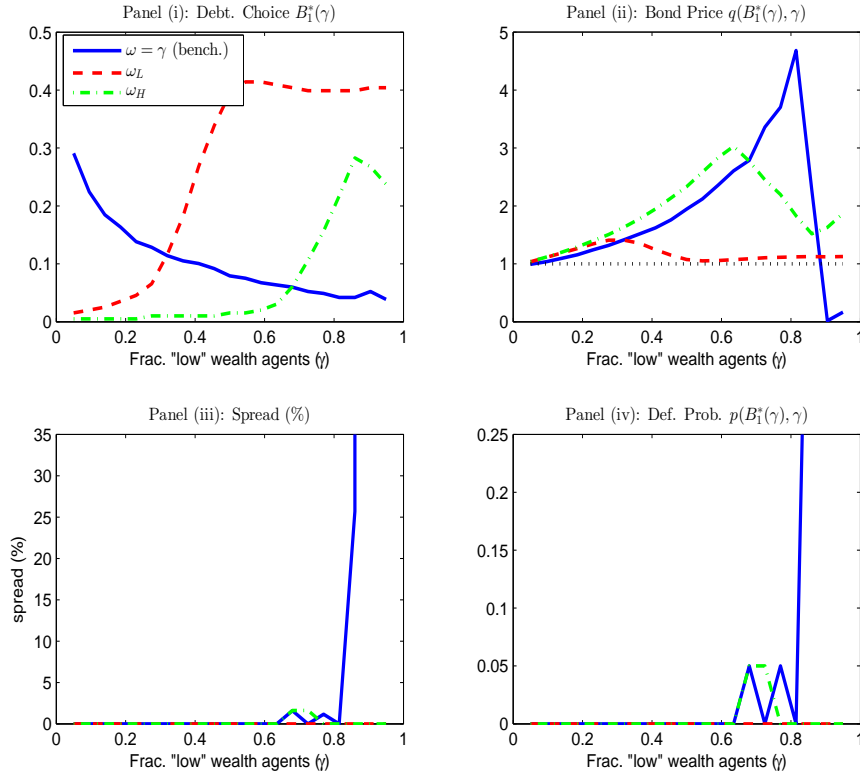 Panel (i): Debt. Choice B₁*(γ)
ω = γ (bench.)
ω_L
ω_H
0.5
0.4
0.3
0.2
0.1
0
0 0.2 0.4 0.6 0.8 1
Frac. "low" wealth agents (γ)
Panel (ii): Bond Price q(B₁*(γ), γ)
5
4
3
2
1
0
0 0.2 0.4 0.6 0.8 1
Frac. "low" wealth agents (γ)
Panel (iii): Spread (%)
spread (%)
35
30
25
20
15
10
5
0
0 0.2 0.4 0.6 0.8 1
Frac. "low" wealth agents (γ)
Panel (iv): Def. Prob. p(B₁*(γ), γ)
0.25
0.2
0.15
0.1
0.05
0
0 0.2 0.4 0.6 0.8 1
Frac. "low" wealth agents (γ)